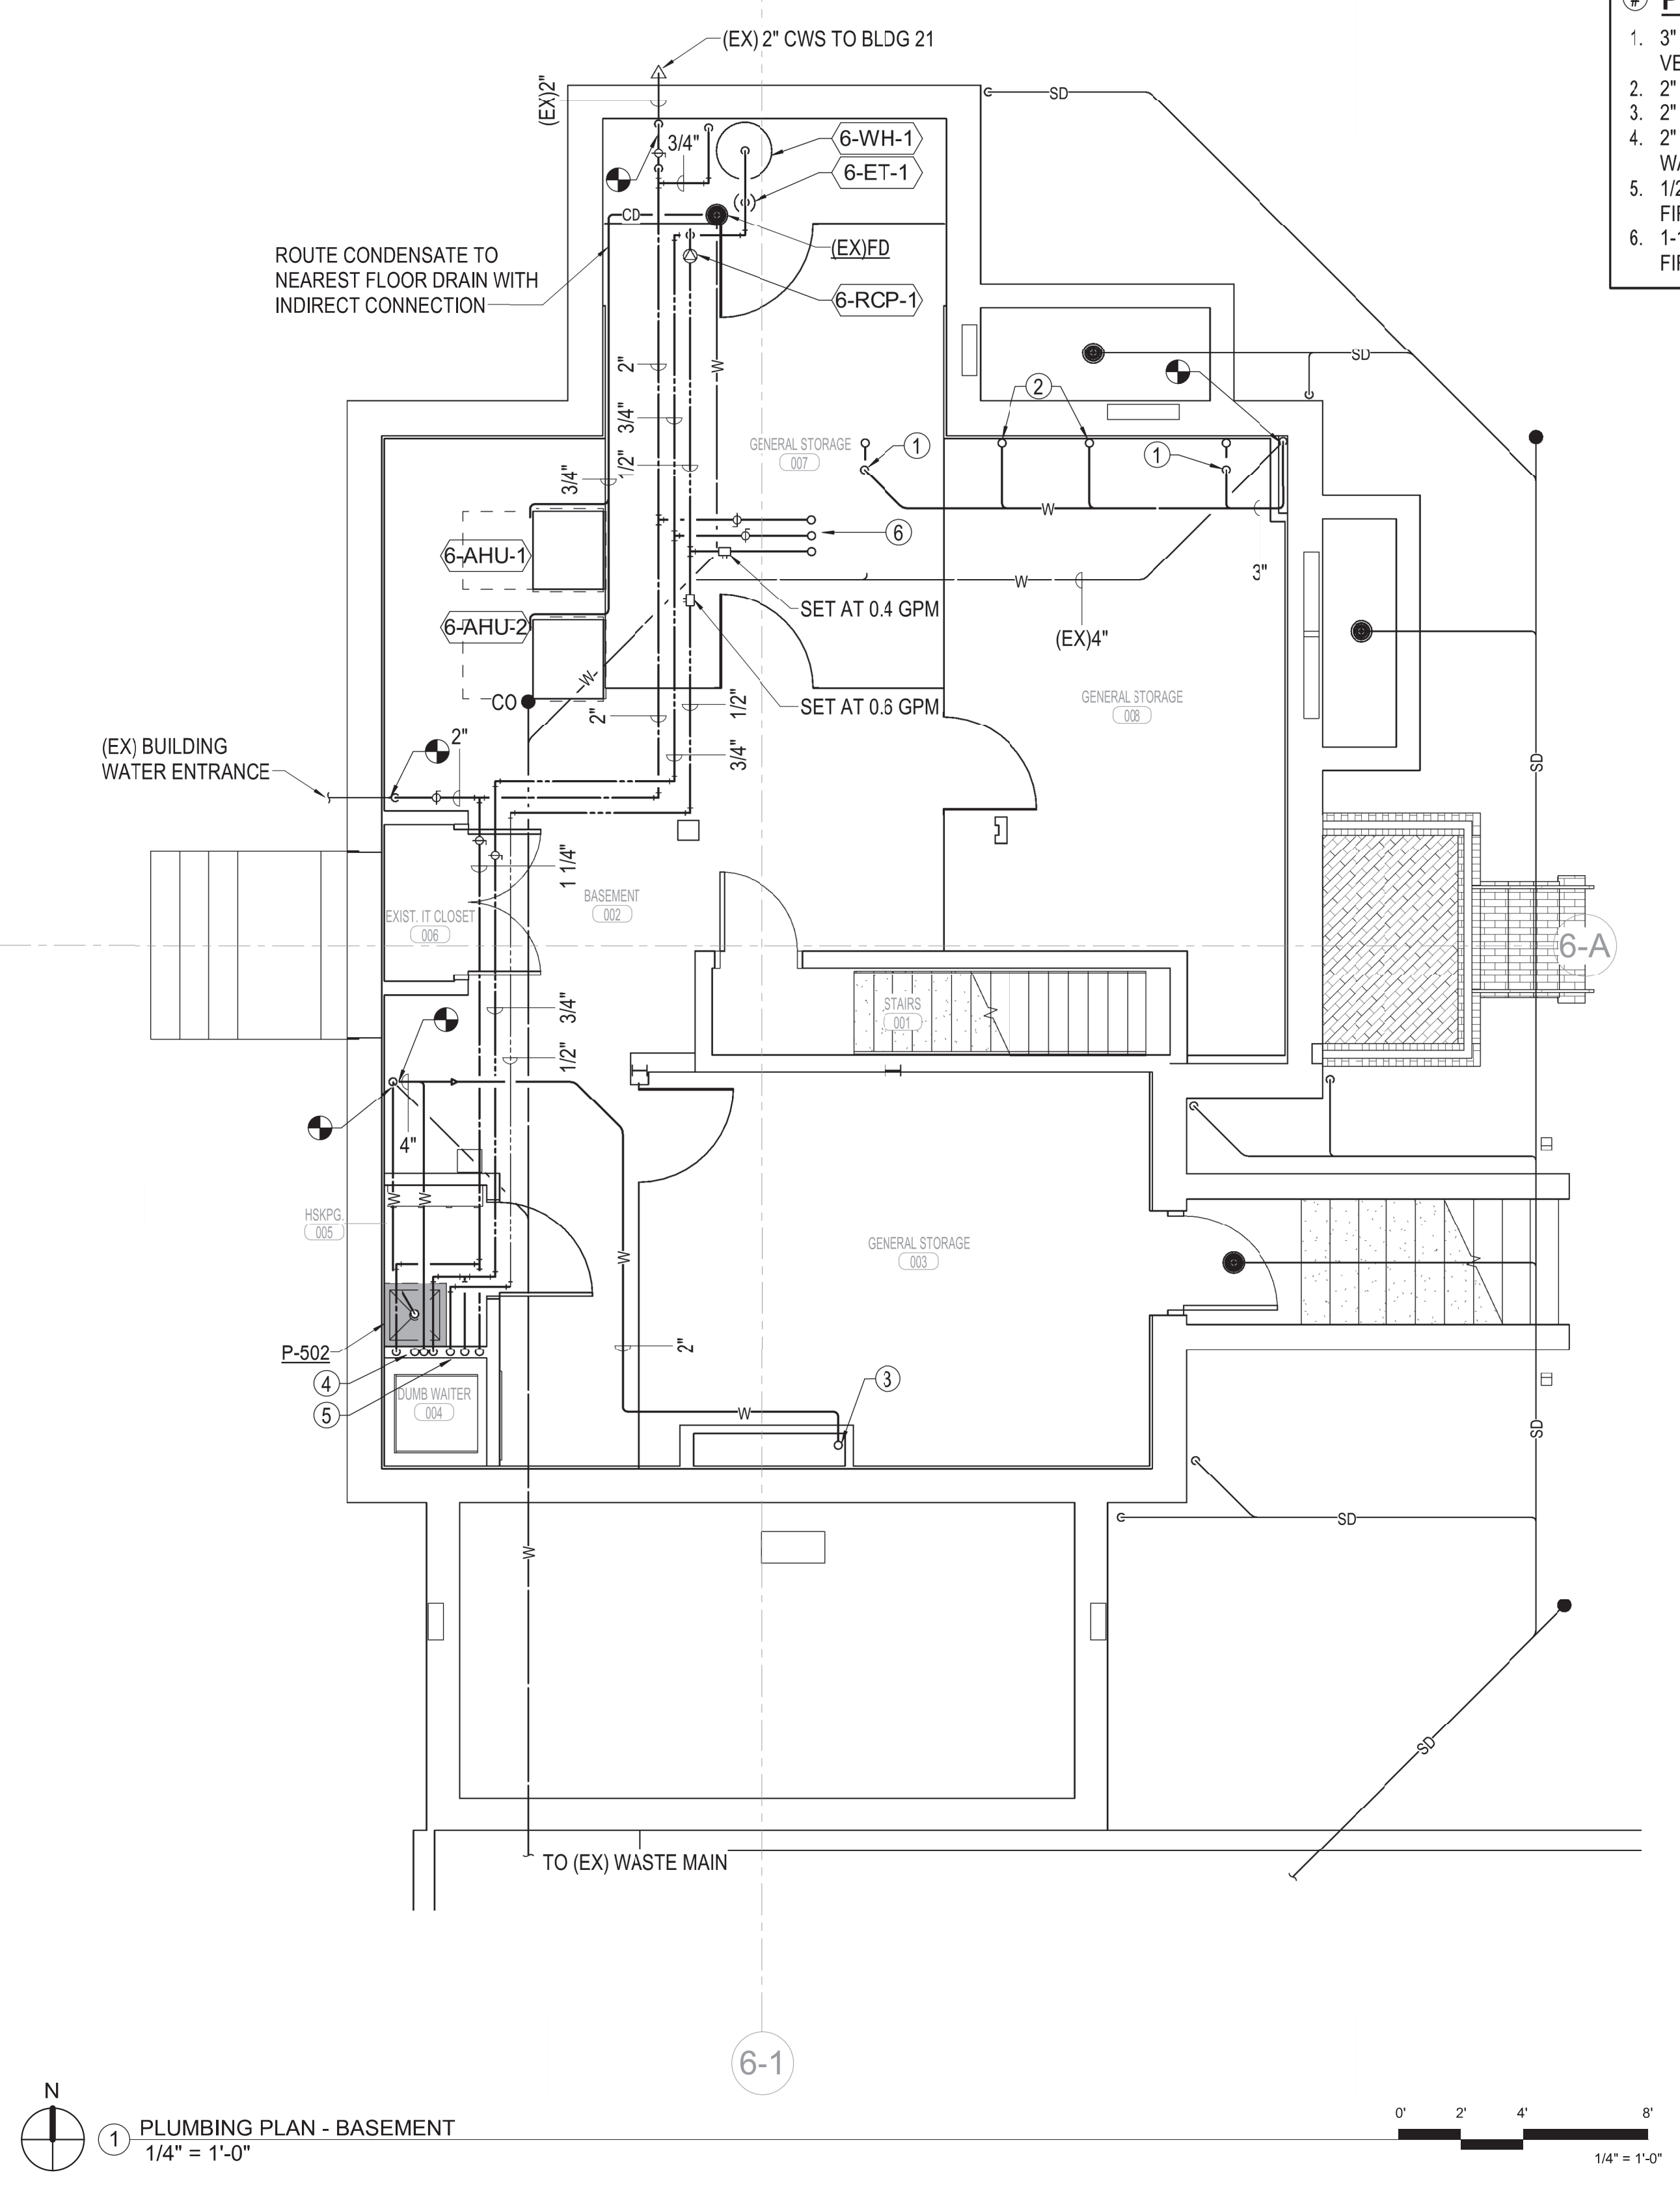 #
1. 3"
2. 2"
3. 2"
4. 2"
5.
6.
(EX) 2" CWS TO BLDG 21
(EX)2"
3/4"
6-WH-1
6-ET-1
CD
(EX)FD
6-RCP-1
ROUTE CONDENSATE TO
NEAREST FLOOR DRAIN WITH
INDIRECT CONNECTION
SD
SD
2"
3/4"
1/2"
3/4"
W
GENERAL STORAGE
007
1
2
1
W
3"
6
6-AHU-1
6-AHU-2
W
W
SET AT 0.4 GPM
(EX)4"
SET AT 0.6 GPM
CO
GENERAL STORAGE
008
2"
1/2"
3/4"
(EX) BUILDING
WATER ENTRANCE
2"
SD
1 1/4"
BASEMENT
002
EXIST. IT CLOSET
006
6-A
3/4"
1/2"
STAIRS
001
4"
W
W
HSKPG.
005
W
GENERAL STORAGE
003
2"
P-502
4
5
DUMB WAITER
004
3
W
SD
SD
W
SD
TO (EX) WASTE MAIN
6-1
N
1
PLUMBING PLAN - BASEMENT
1/4" = 1'-0"
0' 2' 4' 8'
1/4" = 1'-0"